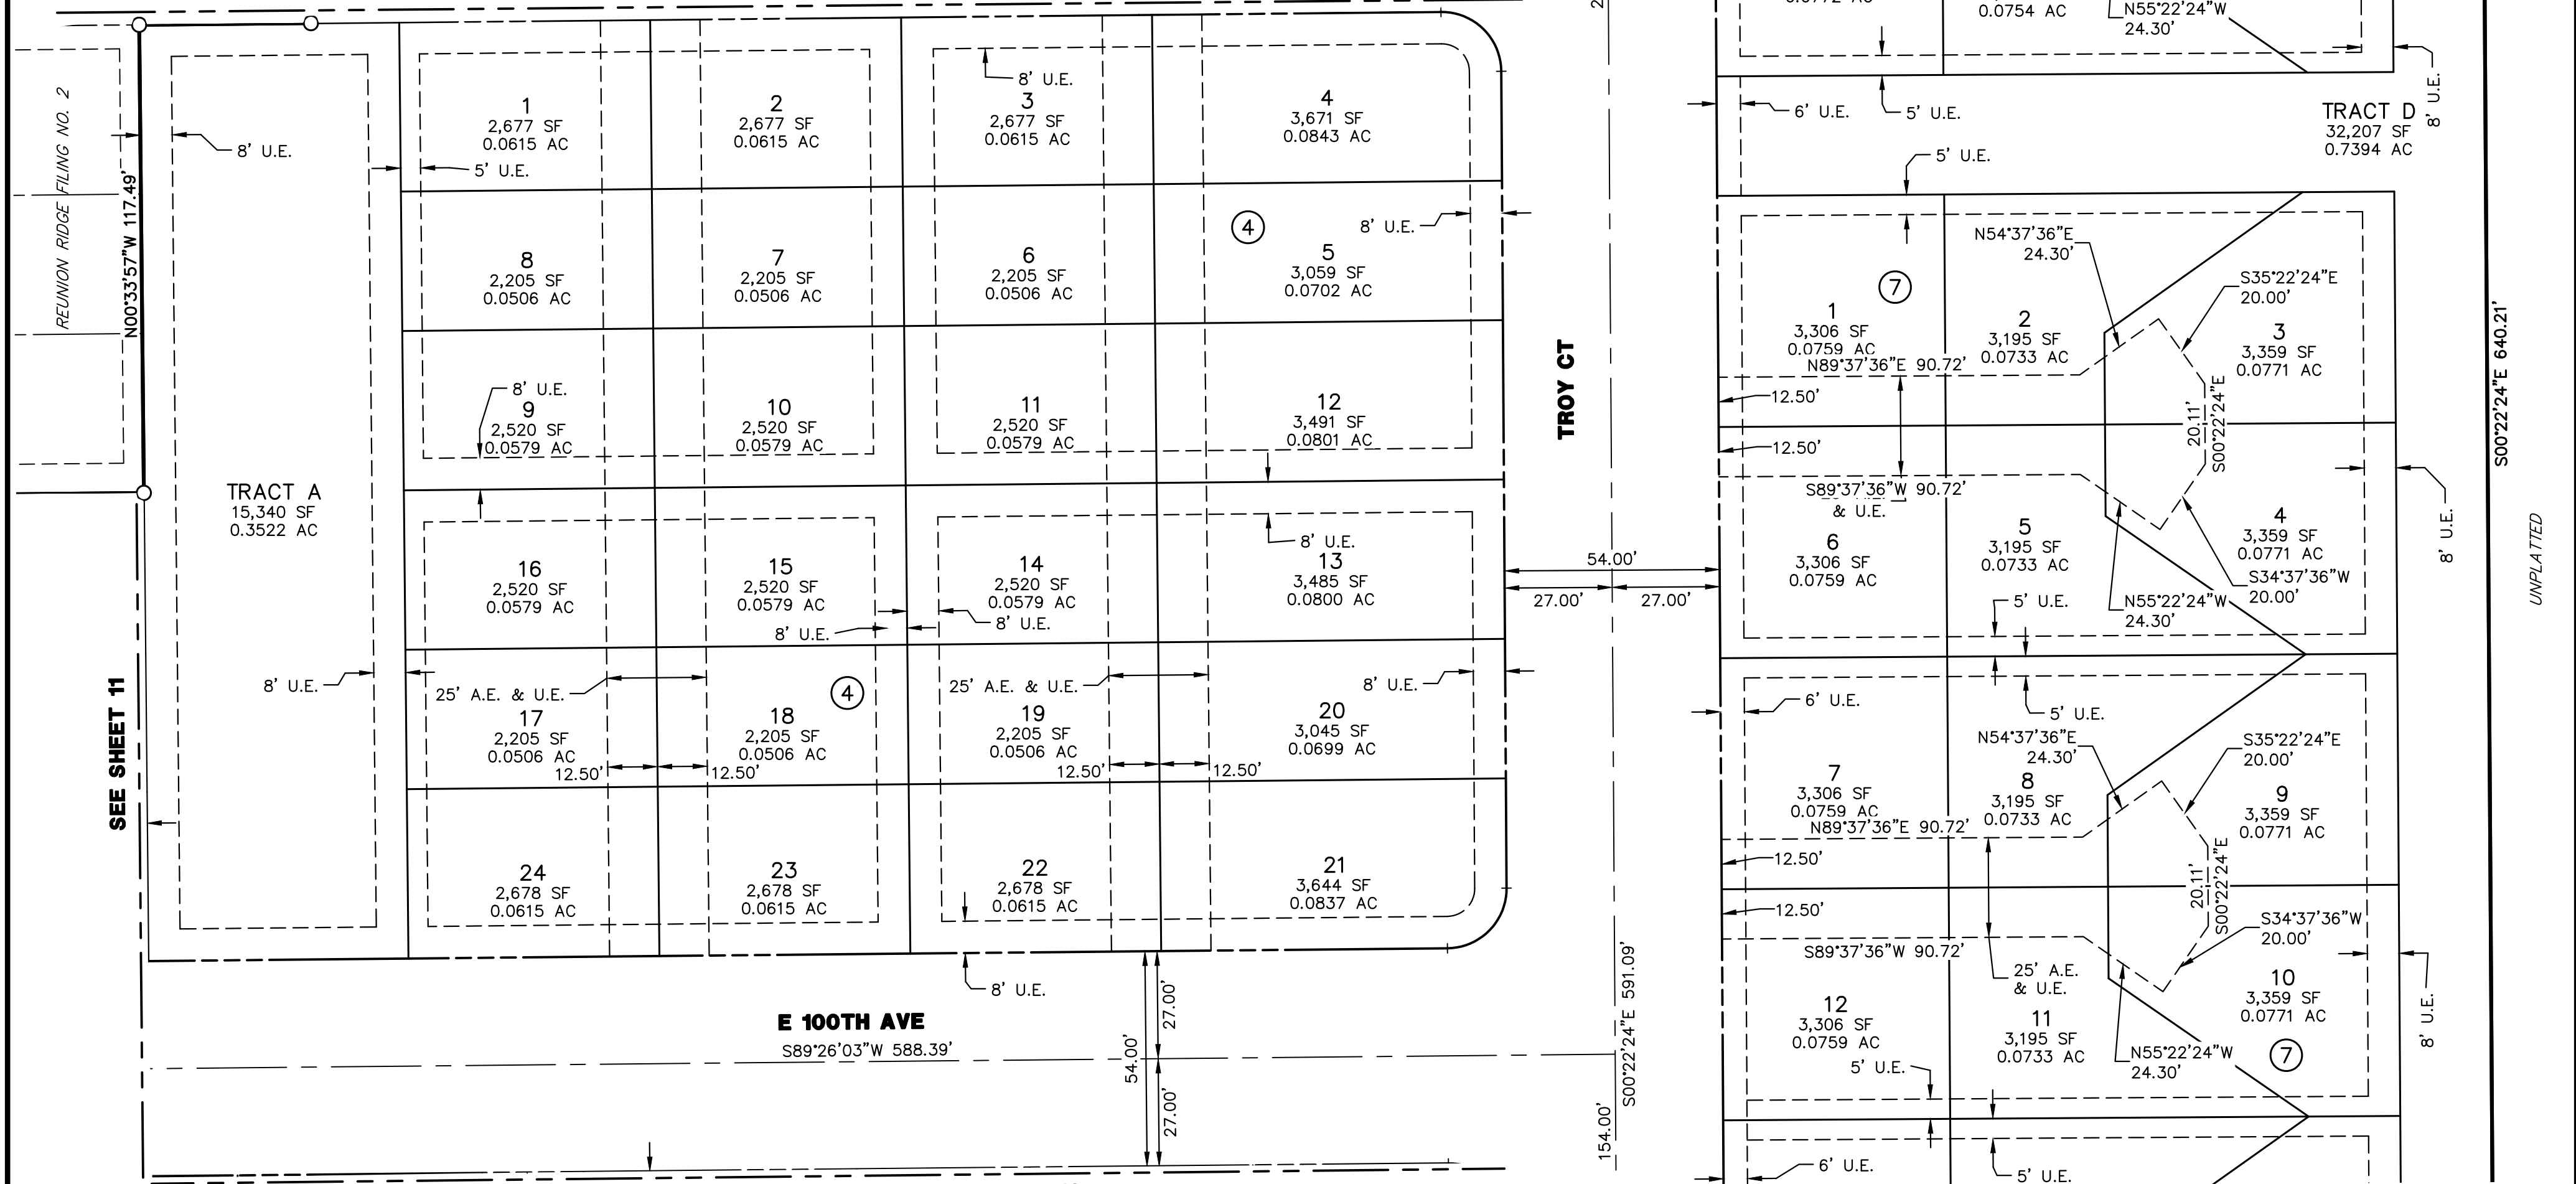 REUNION RIDGE FILING NO. 2
N00°33'57"W 117.49'
SEE SHEET 11
8' U.E.
TRACT A
15,340 SF
0.3522 AC
8' U.E.
5' U.E.
1
2,677 SF
0.0615 AC
2
2,677 SF
0.0615 AC
8' U.E.
3
2,677 SF
0.0615 AC
4
3,671 SF
0.0843 AC
8
2,205 SF
0.0506 AC
7
2,205 SF
0.0506 AC
6
2,205 SF
0.0506 AC
4
8' U.E.
5
3,059 SF
0.0702 AC
8' U.E.
9
2,520 SF
0.0579 AC
10
2,520 SF
0.0579 AC
11
2,520 SF
0.0579 AC
12
3,491 SF
0.0801 AC
16
2,520 SF
0.0579 AC
15
2,520 SF
0.0579 AC
8' U.E.
14
2,520 SF
0.0579 AC
8' U.E.
8' U.E.
13
3,485 SF
0.0800 AC
25' A.E. & U.E.
17
2,205 SF
0.0506 AC
12.50'
12.50'
18
2,205 SF
0.0506 AC
4
25' A.E. & U.E.
19
2,205 SF
0.0506 AC
12.50'
12.50'
8' U.E.
20
3,045 SF
0.0699 AC
24
2,678 SF
0.0615 AC
23
2,678 SF
0.0615 AC
22
2,678 SF
0.0615 AC
21
3,644 SF
0.0837 AC
8' U.E.
E 100TH AVE
S89°26'03"W 588.39'
54.00'
27.00'
27.00'
TROY CT
54.00'
27.00'
27.00'
S00°22'24"E 591.09'
154.00'
0.0754 AC
N55°22'24"W
24.30'
8' U.E.
6' U.E.
5' U.E.
TRACT D
32,207 SF
0.7394 AC
5' U.E.
7
1
3,306 SF
0.0759 AC
N89°37'36"E 90.72'
12.50'
12.50'
N54°37'36"E
24.30'
2
3,195 SF
0.0733 AC
S35°22'24"E
20.00'
3
3,359 SF
0.0771 AC
20.11'
S00°22'24"E
S89°37'36"W 90.72'
& U.E.
6
3,306 SF
0.0759 AC
5
3,195 SF
0.0733 AC
4
3,359 SF
0.0771 AC
S34°37'36"W
20.00'
N55°22'24"W
24.30'
5' U.E.
8' U.E.
6' U.E.
5' U.E.
7
3,306 SF
0.0759 AC
N89°37'36"E 90.72'
12.50'
12.50'
N54°37'36"E
24.30'
8
3,195 SF
0.0733 AC
S35°22'24"E
20.00'
9
3,359 SF
0.0771 AC
20.11'
S00°22'24"E
S89°37'36"W 90.72'
25' A.E.
& U.E.
S34°37'36"W
20.00'
10
3,359 SF
0.0771 AC
12
3,306 SF
0.0759 AC
11
3,195 SF
0.0733 AC
N55°22'24"W
24.30'
7
5' U.E.
8' U.E.
6' U.E.
5' U.E.
S00°22'24"E 640.21'
UNPLATTED